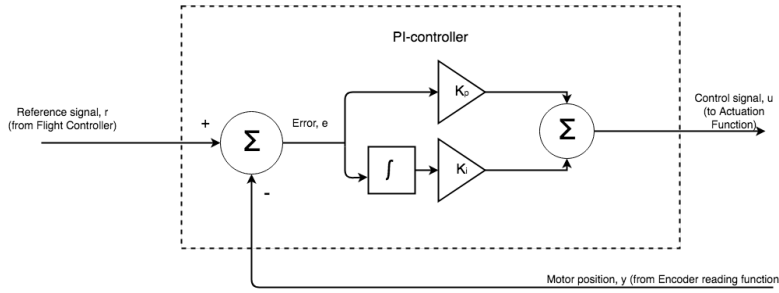 PI-controller
Reference signal, r
(from Flight Controller)
+
Σ
-
Error, e
∫
Kp
Ki
Σ
Control signal, u
(to Actuation
Function)
Motor position, y (from Encoder reading function